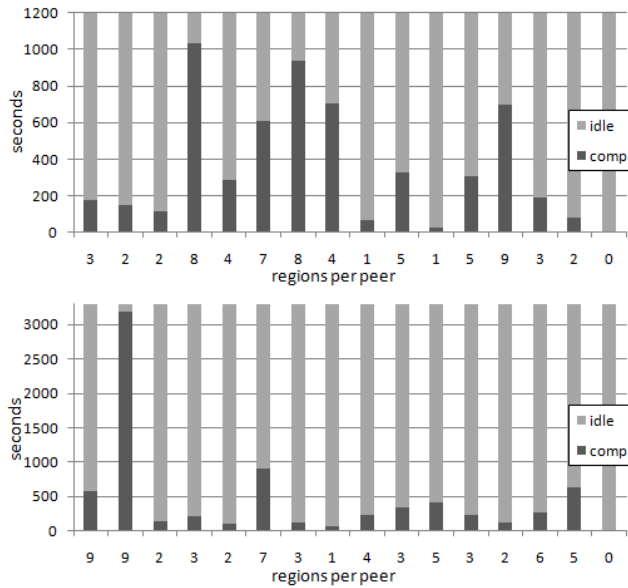 1200
1000
800
600
400
200
0
seconds
idle
comp
3 2 2 8 4 7 8 4 1 5 1 5 9 3 2 0
regions per peer
3000
2500
2000
1500
1000
500
0
seconds
idle
comp
9 9 2 3 2 7 3 1 4 3 5 3 2 6 5 0
regions per peer